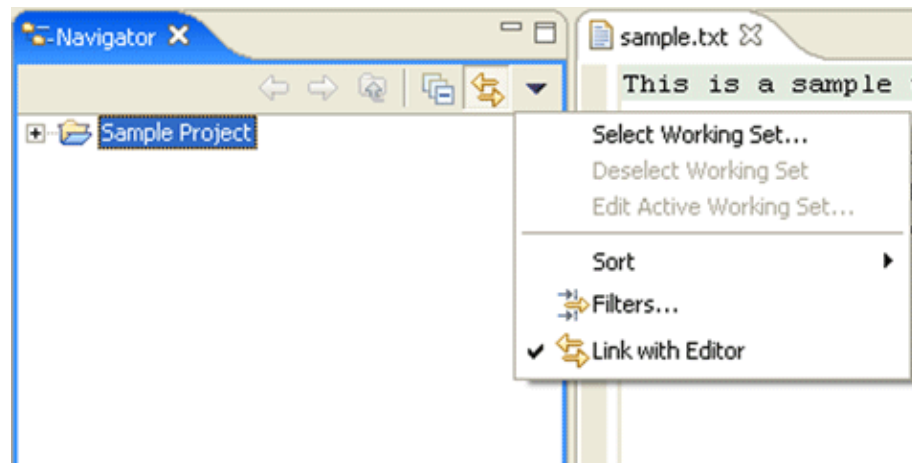 Navigator
sample.txt
This is a sample
Sample Project
Select Working Set...
Deselect Working Set
Edit Active Working Set...
Sort
Filters...
Link with Editor